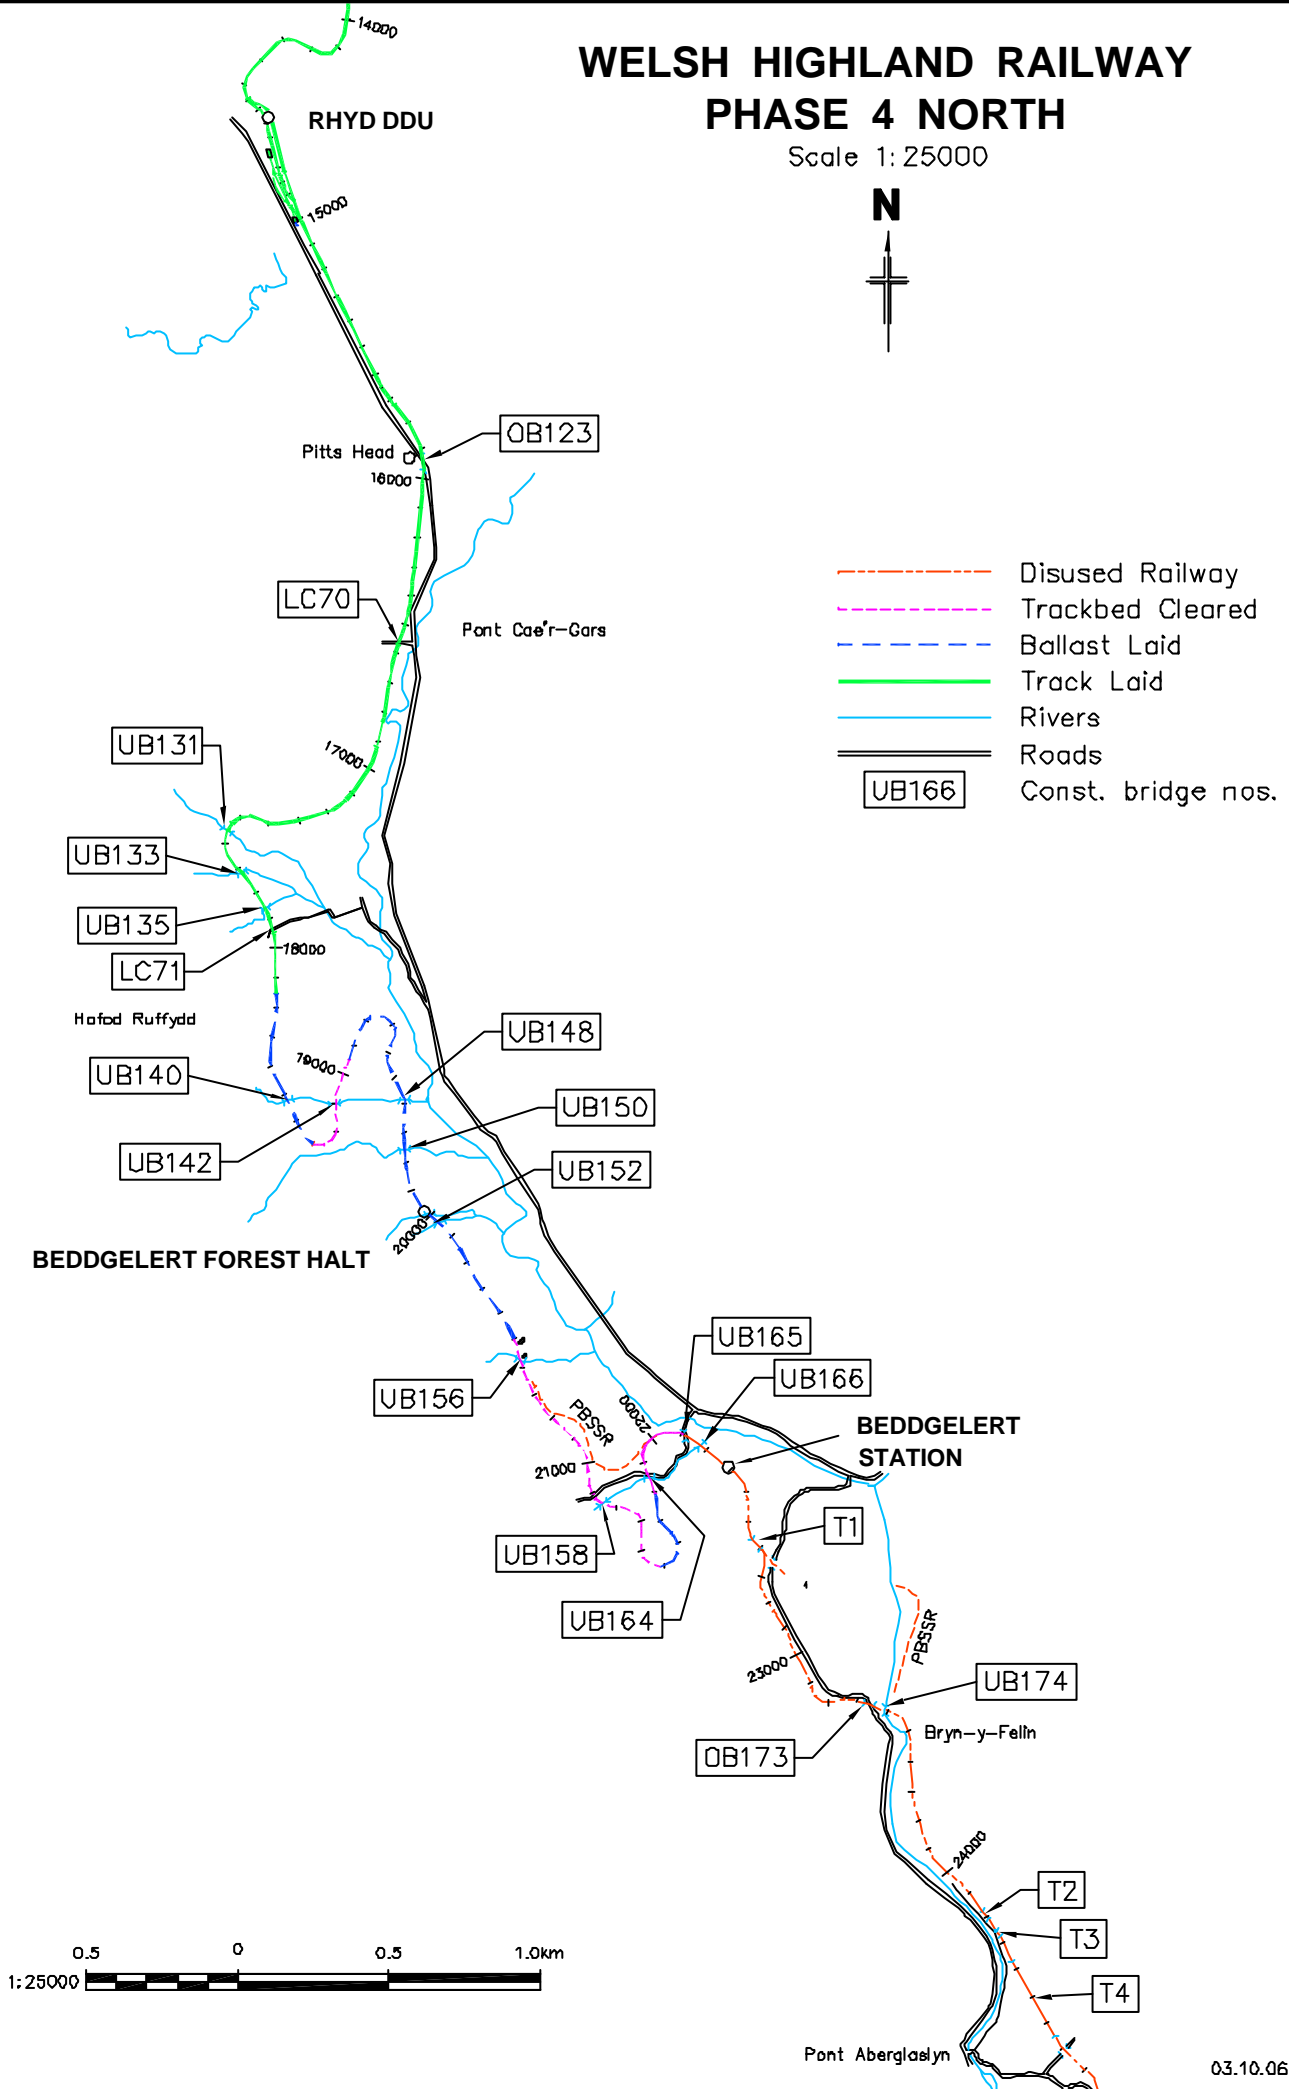 14000
WELSH HIGHLAND RAILWAY
PHASE 4 NORTH
Scale 1:25000
N
RHYD DDU
15000
OB123
Pitts Head
16000
LC70
Pont Cae'r-Gars
Disused Railway
Trackbed Cleared
Ballast Laid
Track Laid
Rivers
Roads
UB166
Const. bridge nos.
UB131
17000
UB133
UB135
LC71
18000
Hafod Ruffydd
UB148
19000
UB140
UB150
UB142
UB152
20000
BEDDGELERT FOREST HALT
UB165
UB166
UB156
PBSSR
22000
BEDDGELERT
STATION
21000
T1
UB158
UB164
PBSSR
23000
UB174
Bryn-y-Felin
OB173
24000
T2
T3
T4
0.5
0
0.5
1.0km
1:25000
Pont Aberglaslyn
03.10.06